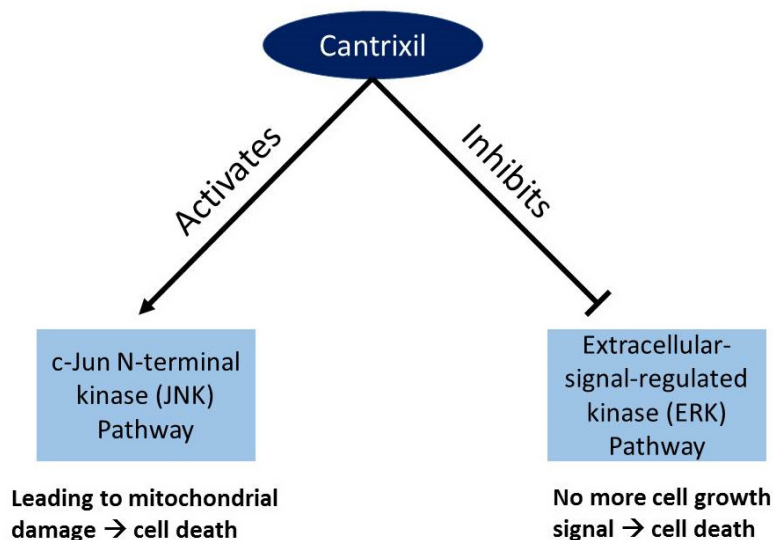 Cantrixil
Activates
Inhibits
c-Jun N-terminal
kinase (JNK)
Pathway
Extracellular-
signal-regulated
kinase (ERK)
Pathway
Leading to mitochondrial
damage → cell death
No more cell growth
signal → cell death